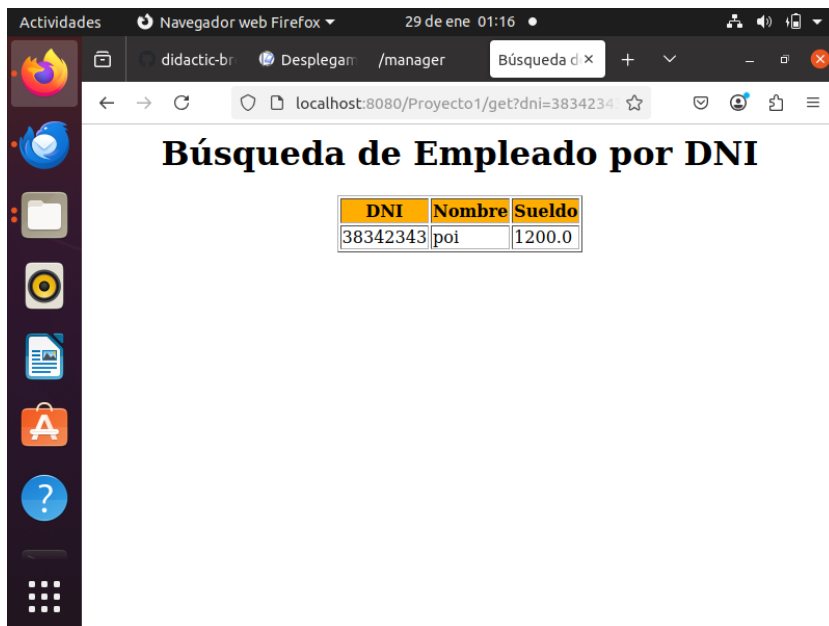 Actividades Navegador web Firefox 29 de ene 01:16
didactic-br Desplegam /manager Búsqueda d
localhost:8080/Proyecto1/get?dni=3834234
Búsqueda de Empleado por DNI
DNI Nombre Sueldo
38342343 poi 1200.0